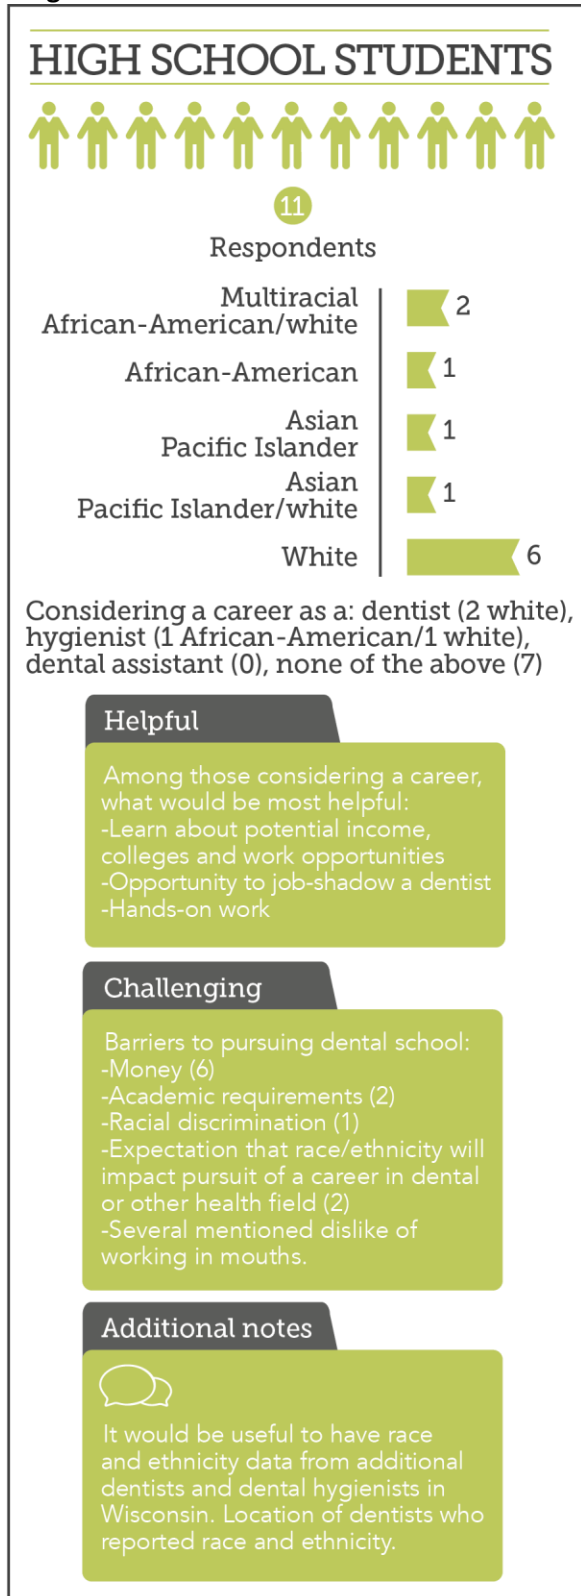 HIGH SCHOOL STUDENTS
11
Respondents
Multiracial
African-American/white
2
African-American
1
Asian
Pacific Islander
1
Asian
Pacific Islander/white
1
White
6
Considering a career as a: dentist (2 white),
hygienist (1 African-American/1 white),
dental assistant (0), none of the above (7)
Helpful
Among those considering a career,
what would be most helpful:
-Learn about potential income,
colleges and work opportunities
-Opportunity to job-shadow a dentist
-Hands-on work
Challenging
Barriers to pursuing dental school:
-Money (6)
-Academic requirements (2)
-Racial discrimination (1)
-Expectation that race/ethnicity will
impact pursuit of a career in dental
or other health field (2)
-Several mentioned dislike of
working in mouths.
Additional notes
It would be useful to have race
and ethnicity data from additional
dentists and dental hygienists in
Wisconsin. Location of dentists who
reported race and ethnicity.